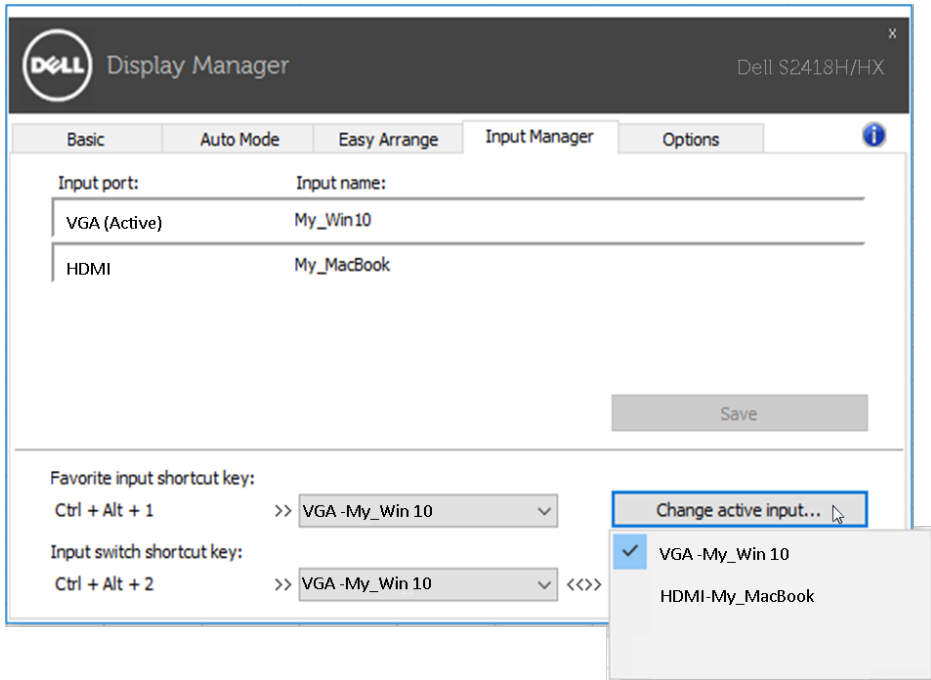 x
DELL Display Manager Dell S2418H/HX
Basic Auto Mode Easy Arrange Input Manager Options i
Input port: Input name:
VGA (Active) My_Win10
HDMI My_MacBook
Save
Favorite input shortcut key:
Ctrl + Alt + 1 >> VGA -My_Win 10 Change active input...
Input switch shortcut key: VGA -My_Win 10
Ctrl + Alt + 2 >> VGA -My_Win 10 <<>>
HDMI-My_MacBook